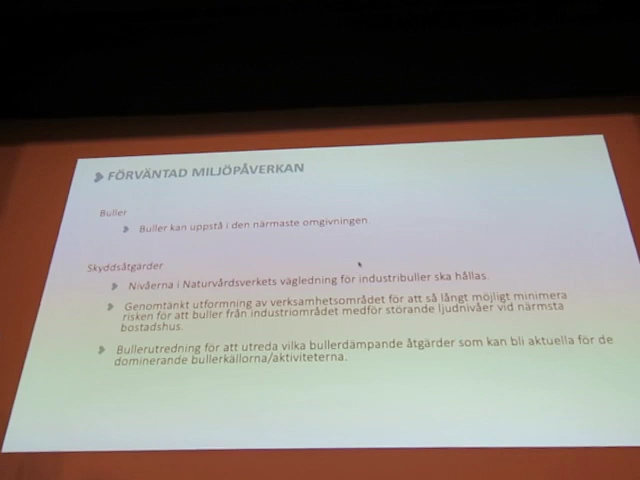 FÖRVÄNTAD MILJÖPÅVERKAN
Buller
Buller kan uppstå i den närmaste omgivningen.
Skyddsåtgärder
Nivåerna i Naturvårdsverkets vägledning för industribuller ska hållas.
Genomtänkt utformning av verksamhetsområdet för att så långt möjligt minimera
risken för att buller från industriområdet medför störande ljudnivåer vid närmsta
bostadshus.
Bullerutredning för att utreda vilka bullerdämpande åtgärder som kan bli aktuella för de
dominerande bullerkällorna/aktiviteterna.